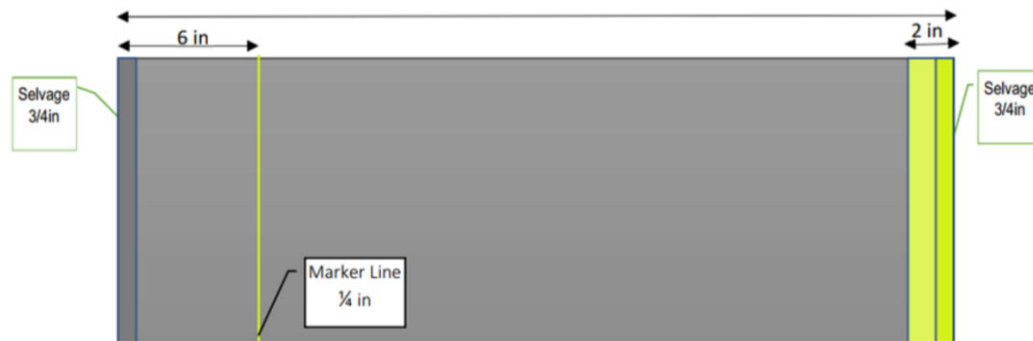 6 in
2 in
Selvage
3/4in
Selvage
3/4in
Marker Line
¼ in